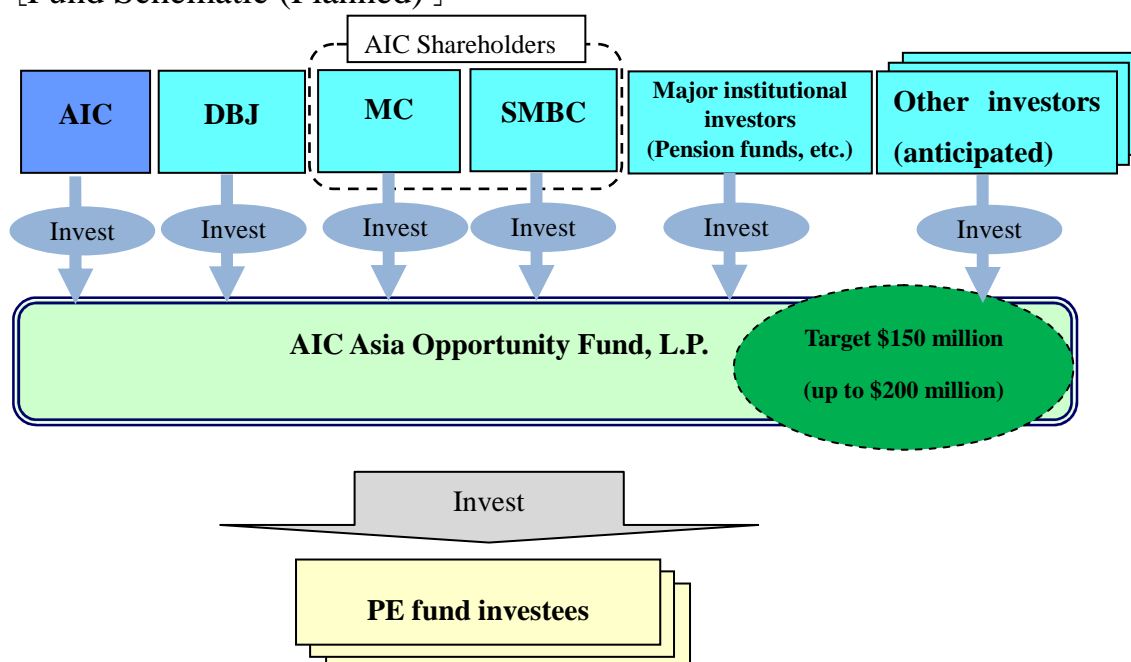 [Fund Schematic (Planned) ]
AIC Shareholders
AIC
DBJ
MC
SMBC
Major institutional
investors
(Pension funds, etc.)
Other investors
(anticipated)
Invest
Invest
Invest
Invest
Invest
Invest
AIC Asia Opportunity Fund, L.P.
Target $150 million
(up to $200 million)
Invest
PE fund investees